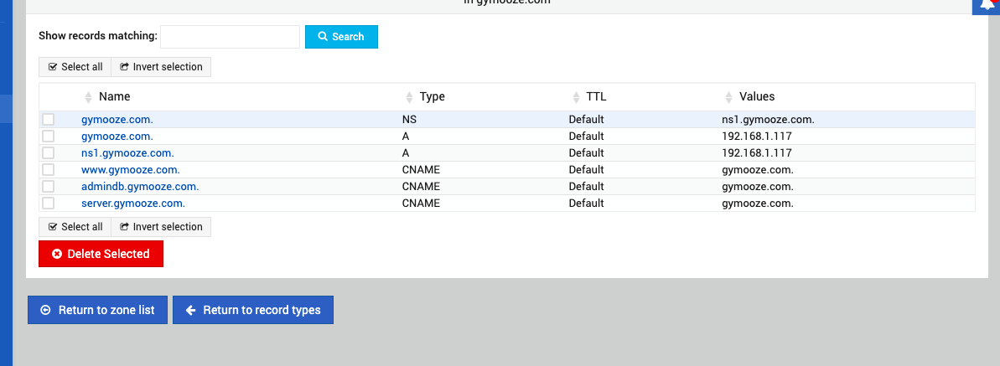 in gymooze.com
Show records matching: Search
Select all Invert selection
Name Type TTL Values
gymooze.com. NS Default ns1.gymooze.com.
gymooze.com. A Default 192.168.1.117
ns1.gymooze.com. A Default 192.168.1.117
www.gymooze.com. CNAME Default gymooze.com.
admindb.gymooze.com. CNAME Default gymooze.com.
server.gymooze.com. CNAME Default gymooze.com.
Select all Invert selection
Delete Selected
Return to zone list Return to record types